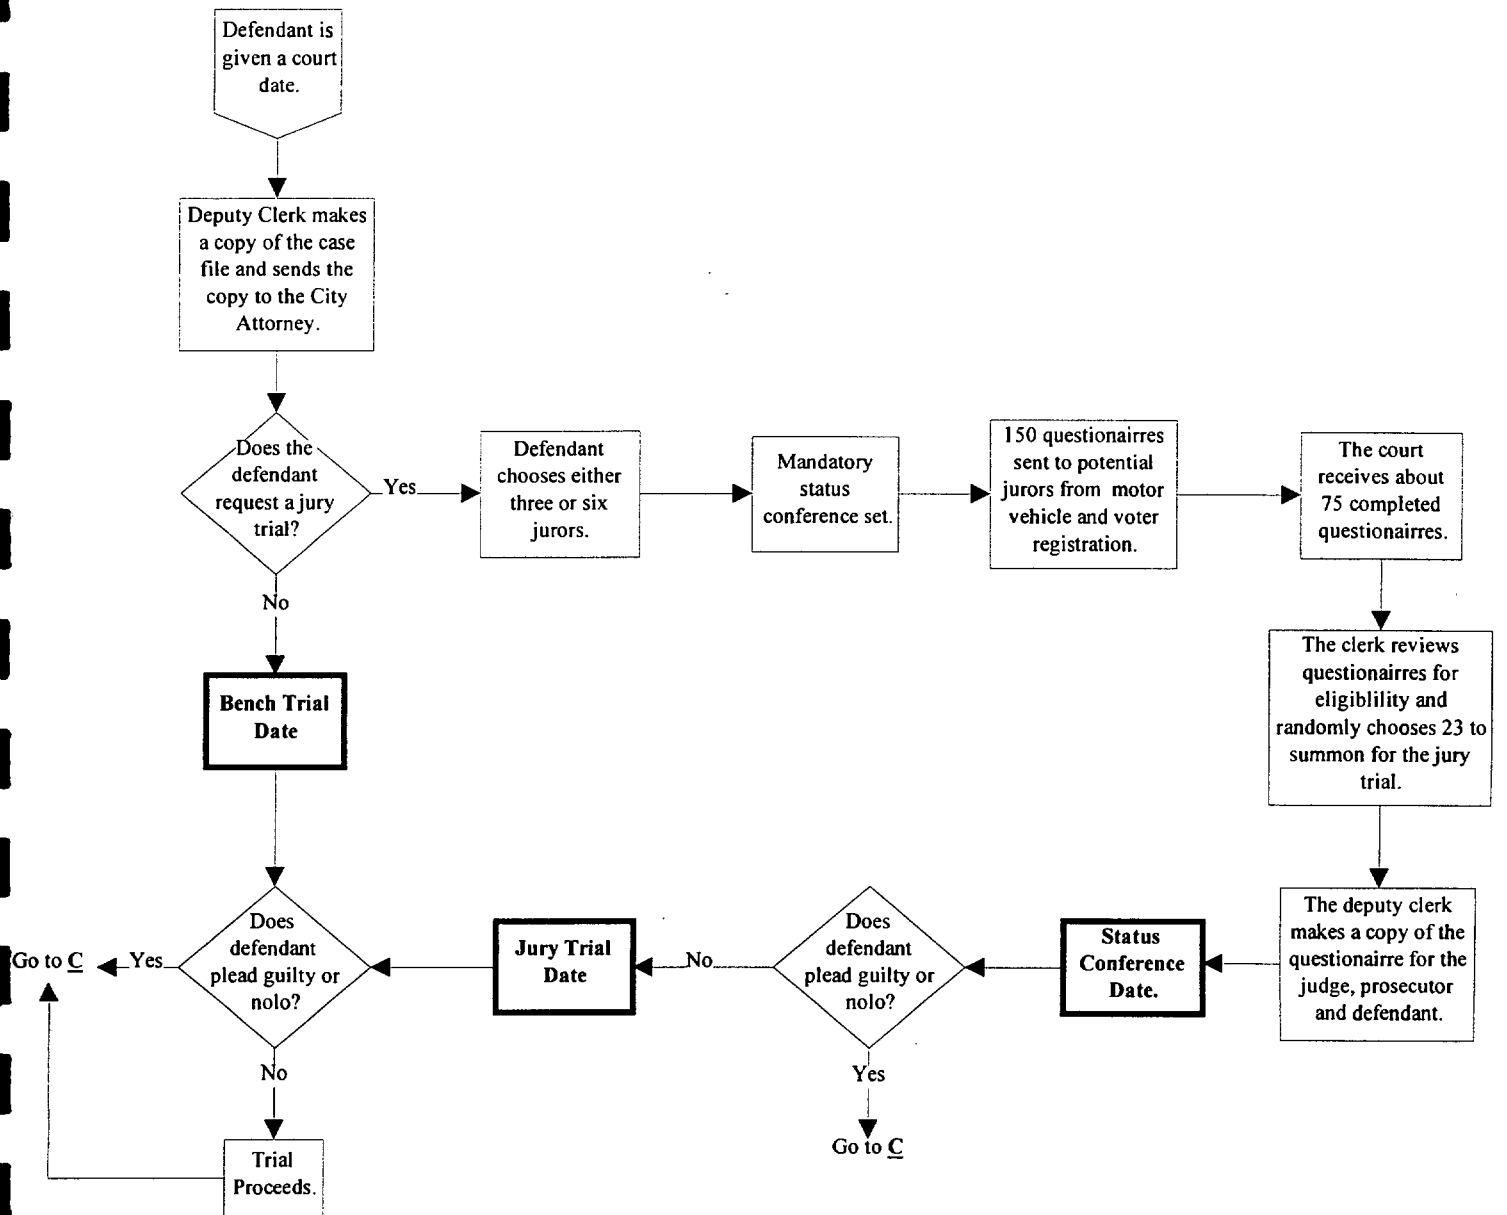 Defendant is
given a court
date.
Deputy Clerk makes
a copy of the case
file and sends the
copy to the City
Attorney.
Does the
defendant
request a jury
trial?
Yes
Defendant
chooses either
three or six
jurors.
Mandatory
status
conference set.
150 questionairres
sent to potential
jurors from motor
vehicle and voter
registration.
The court
receives about
75 completed
questionairres.
No
The clerk reviews
questionairres for
eligiblility and
randomly chooses 23 to
summon for the jury
trial.
Bench Trial
Date
The deputy clerk
makes a copy of the
questionairre for the
judge, prosecutor
and defendant.
Status
Conference
Date.
Does
defendant
plead guilty or
nolo?
No
Yes
Go to C
Jury Trial
Date
Does
defendant
plead guilty or
nolo?
Yes
Go to C
No
Trial
Proceeds.